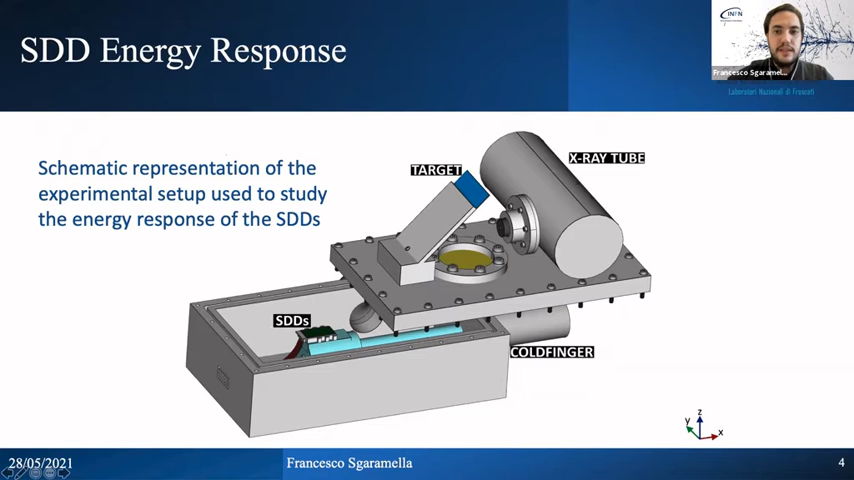 SDD Energy Response
INFN
Francesco Sgaramel...
Laboratori Nazionali di Frascati
Schematic representation of the
experimental setup used to study
the energy response of the SDDs
TARGET
X-RAY TUBE
SDDs
COLDFINGER
z
y
x
28/05/2021
Francesco Sgaramella
4